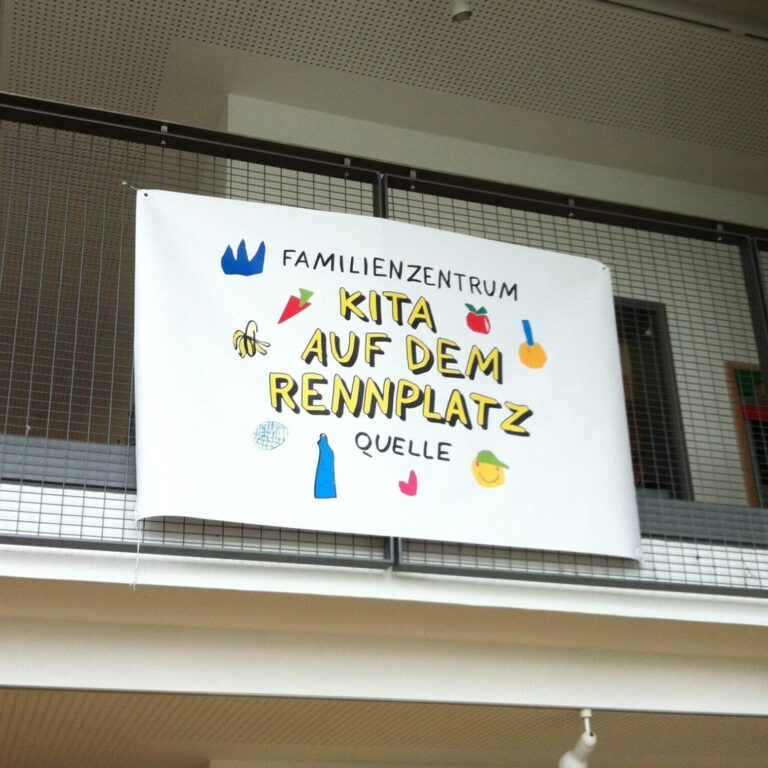 FAMILIENZENTRUM
KITA
AUF DEM
RENNPLATZ
QUELLE